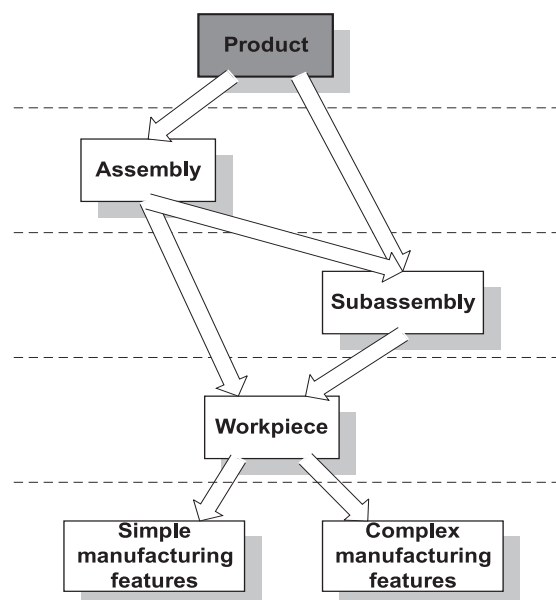 Product
Assembly
Subassembly
Workpiece
Simple
manufacturing
features
Complex
manufacturing
features